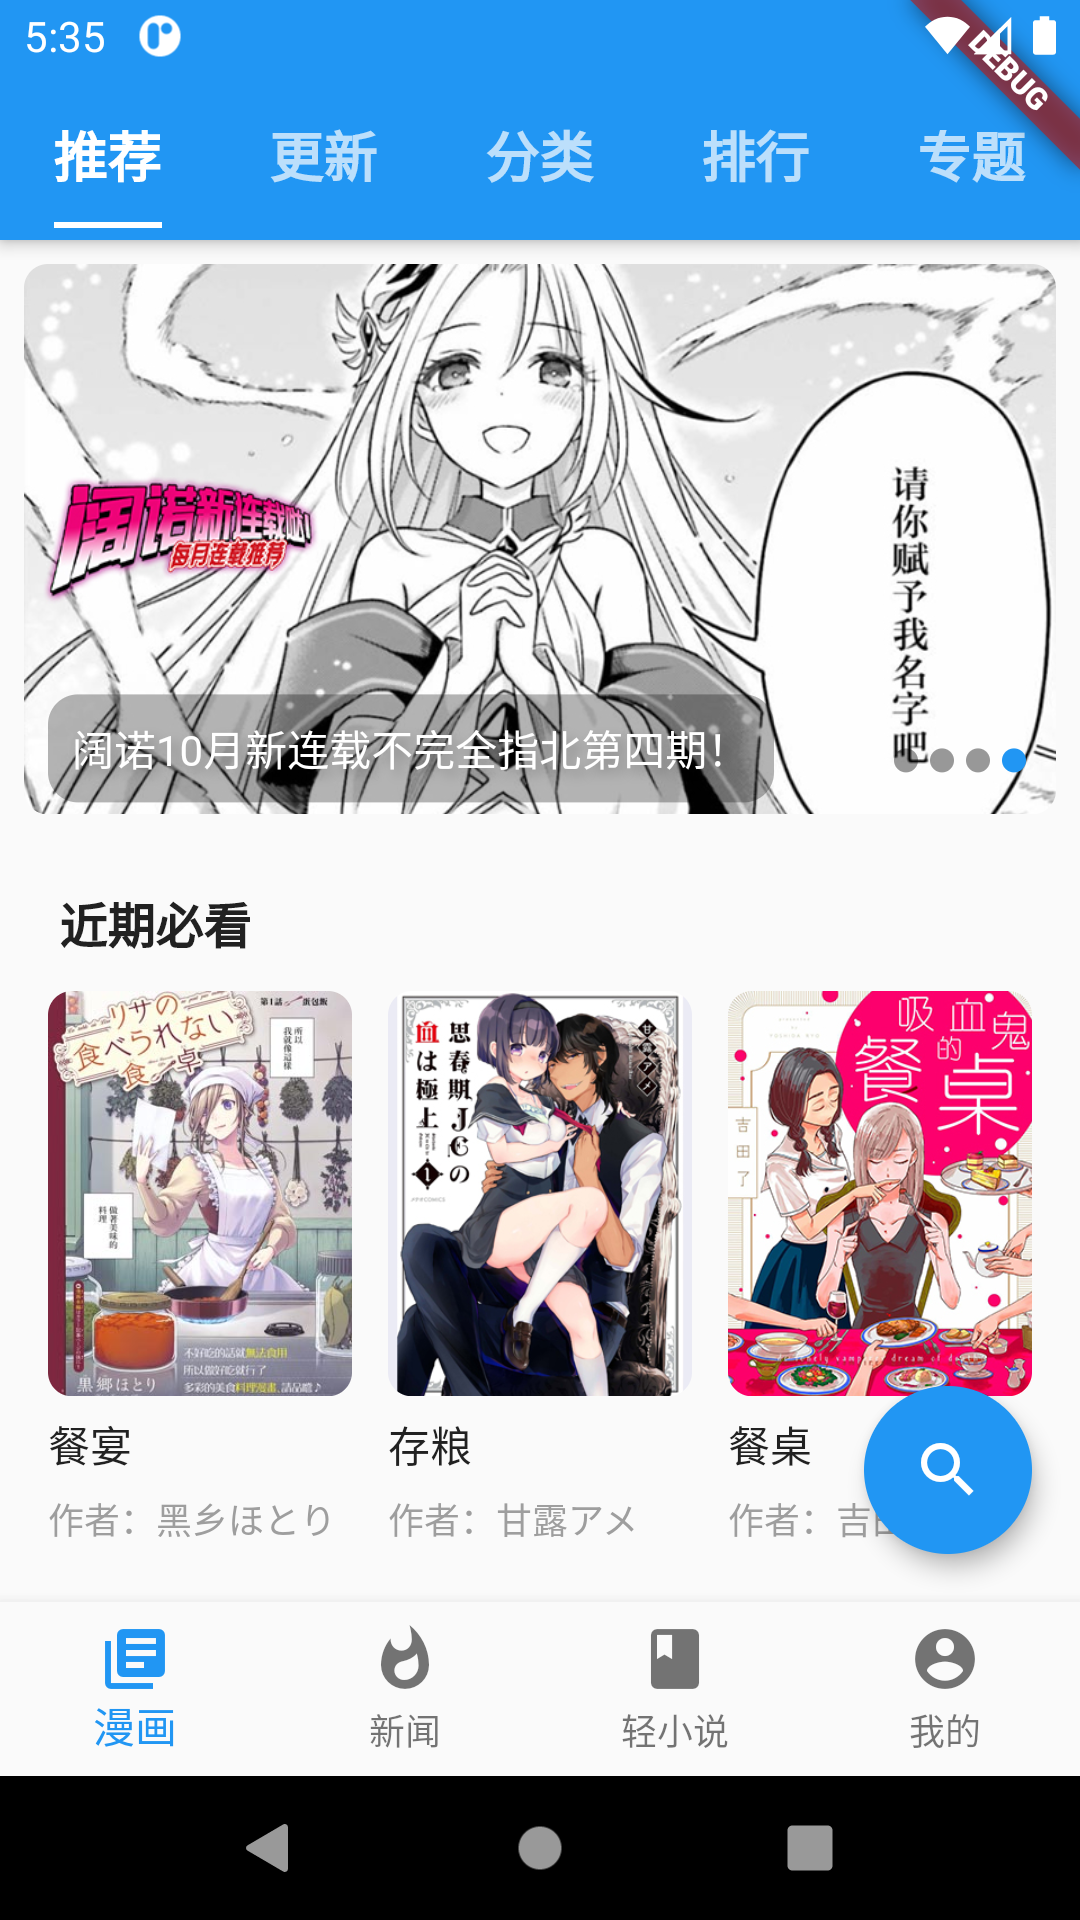 5:35
DEBUG
推荐
更新
分类
排行
专题
请你赋予我名字吧
阔诺新连载哒!
每月连载推荐
阔诺10月新连载不完全指北第四期！
近期必看
リサの
食べられない
食卓
第1話
蛋包飯
所以
我就像這樣
做著美味的
料理
不好吃的話就無法食用
所以做好吃就行了
多彩的美食料理漫畫，請品嚐♪
黒郷ほとり
思春期JCの
血は極上
1
甘露アメ
吸血鬼
的
餐桌
吉田了
餐宴
存粮
餐桌
作者：黑乡ほとり
作者：甘露アメ
作者：吉
漫画
新闻
轻小说
我的